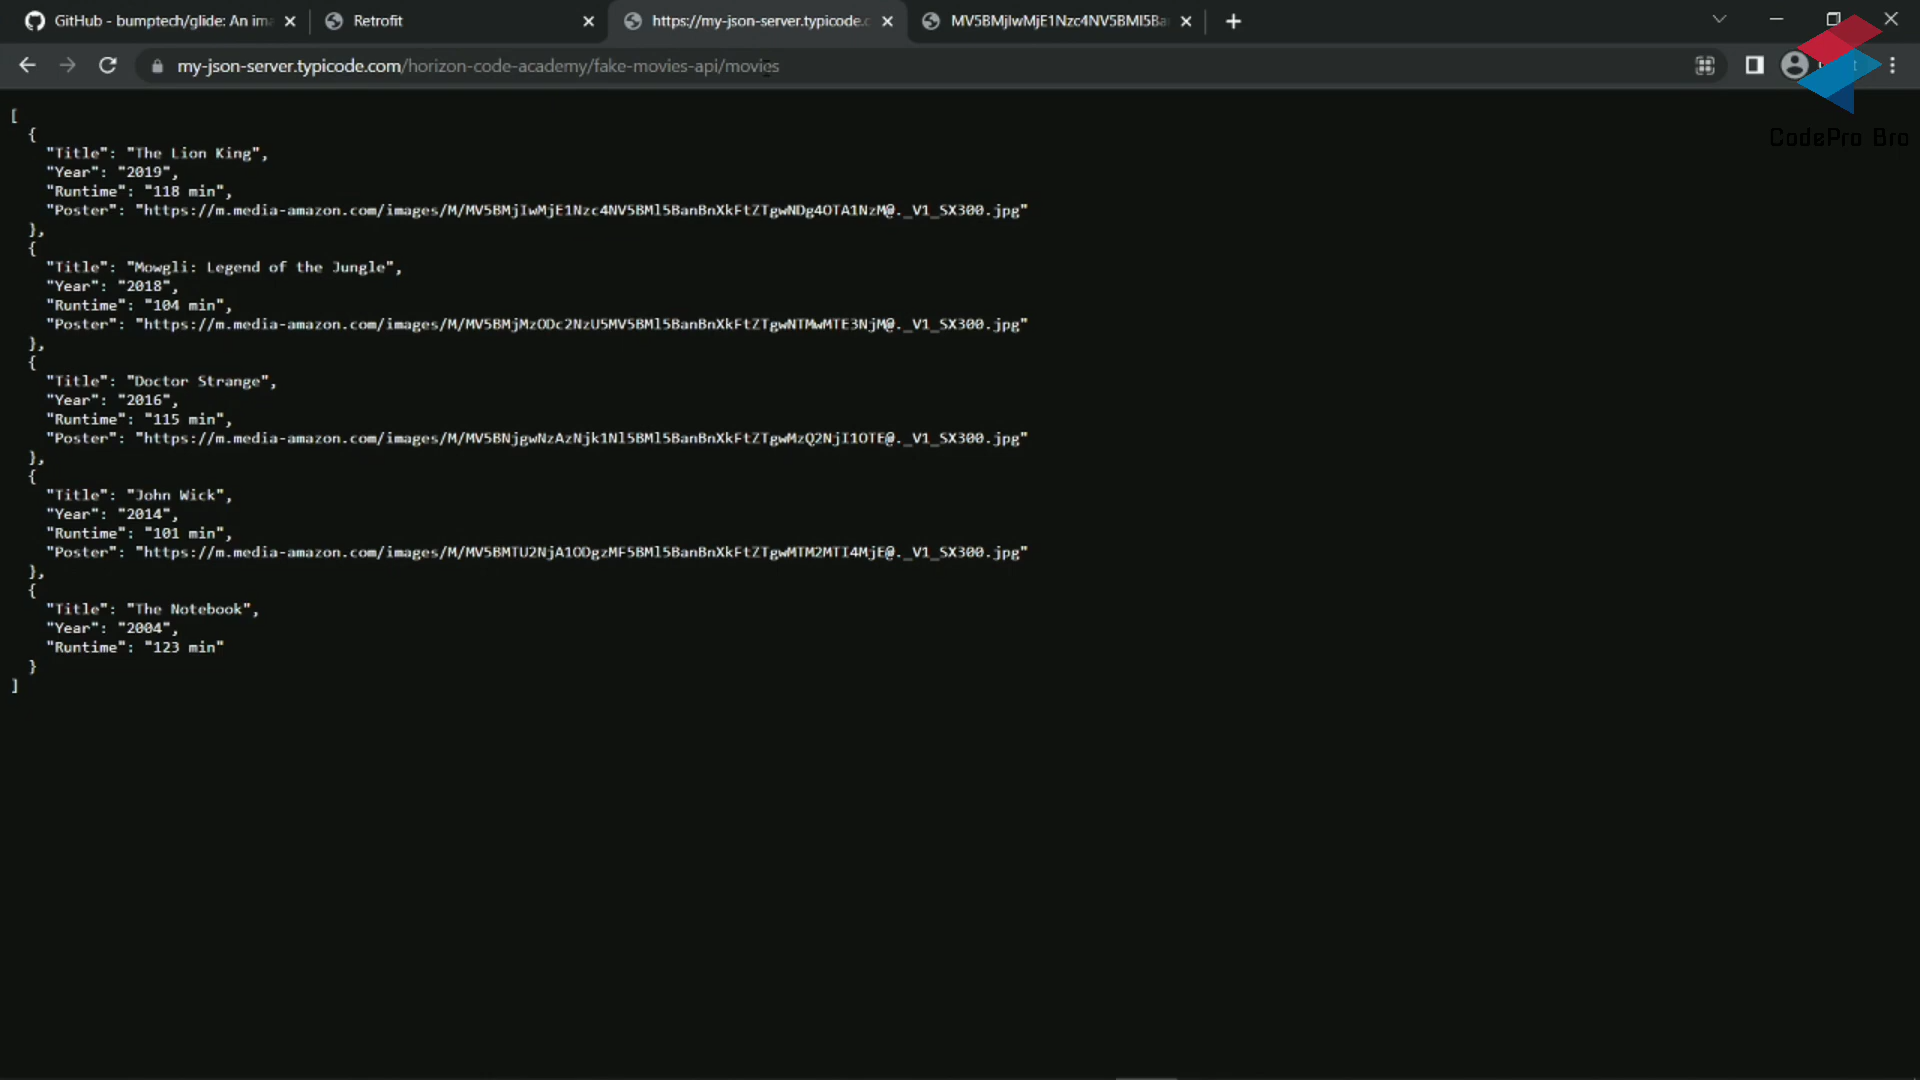 GitHub - bumptech/glide: An ima
Retrofit
https://my-json-server.typicode.c
MV5BMjIwMjE1Nzc4NV5BMl5Ba
my-json-server.typicode.com/horizon-code-academy/fake-movies-api/movies
CodePro Bro
[
{
"Title": "The Lion King",
"Year": "2019",
"Runtime": "118 min",
"Poster": "https://m.media-amazon.com/images/M/MV5BMjIwMjE1Nzc4NV5BMl5BanBnXkFtZTgwNDg4OTA1NzM@._V1_SX300.jpg"
},
{
"Title": "Mowgli: Legend of the Jungle",
"Year": "2018",
"Runtime": "104 min",
"Poster": "https://m.media-amazon.com/images/M/MV5BMjMzODc2NzU5MV5BMl5BanBnXkFtZTgwNTMwMTE3NjM@._V1_SX300.jpg"
},
{
"Title": "Doctor Strange",
"Year": "2016",
"Runtime": "115 min",
"Poster": "https://m.media-amazon.com/images/M/MV5BNjgwNzAzNjk1Nl5BMl5BanBnXkFtZTgwMzQ2NjI1OTE@._V1_SX300.jpg"
},
{
"Title": "John Wick",
"Year": "2014",
"Runtime": "101 min",
"Poster": "https://m.media-amazon.com/images/M/MV5BMTU2NjA1ODgzMF5BMl5BanBnXkFtZTgwMTM2MTI4MjE@._V1_SX300.jpg"
},
{
"Title": "The Notebook",
"Year": "2004",
"Runtime": "123 min"
}
]